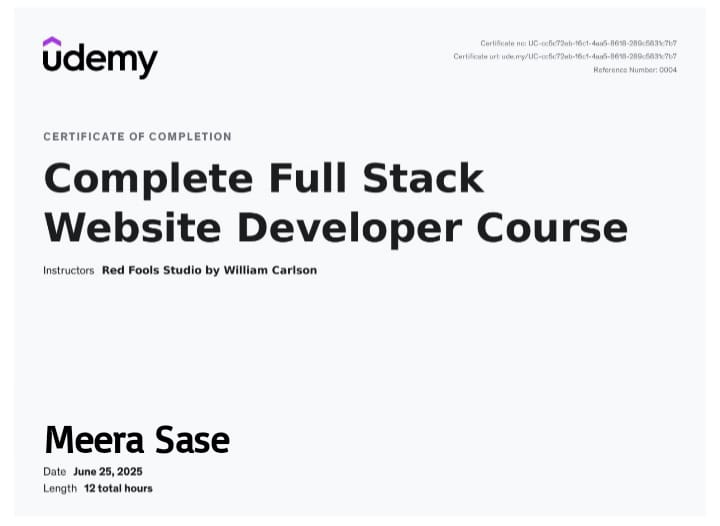 udemy
Certificate no: UC-cc5c72eb-16c1-4aa5-8618-289c5631c7b7
Certificate url: ude.my/UC-cc5c72eb-16c1-4aa5-8618-289c5631c7b7
Reference Number: 0004
CERTIFICATE OF COMPLETION
Complete Full Stack
Website Developer Course
Instructors Red Fools Studio by William Carlson
Meera Sase
Date June 25, 2025
Length 12 total hours